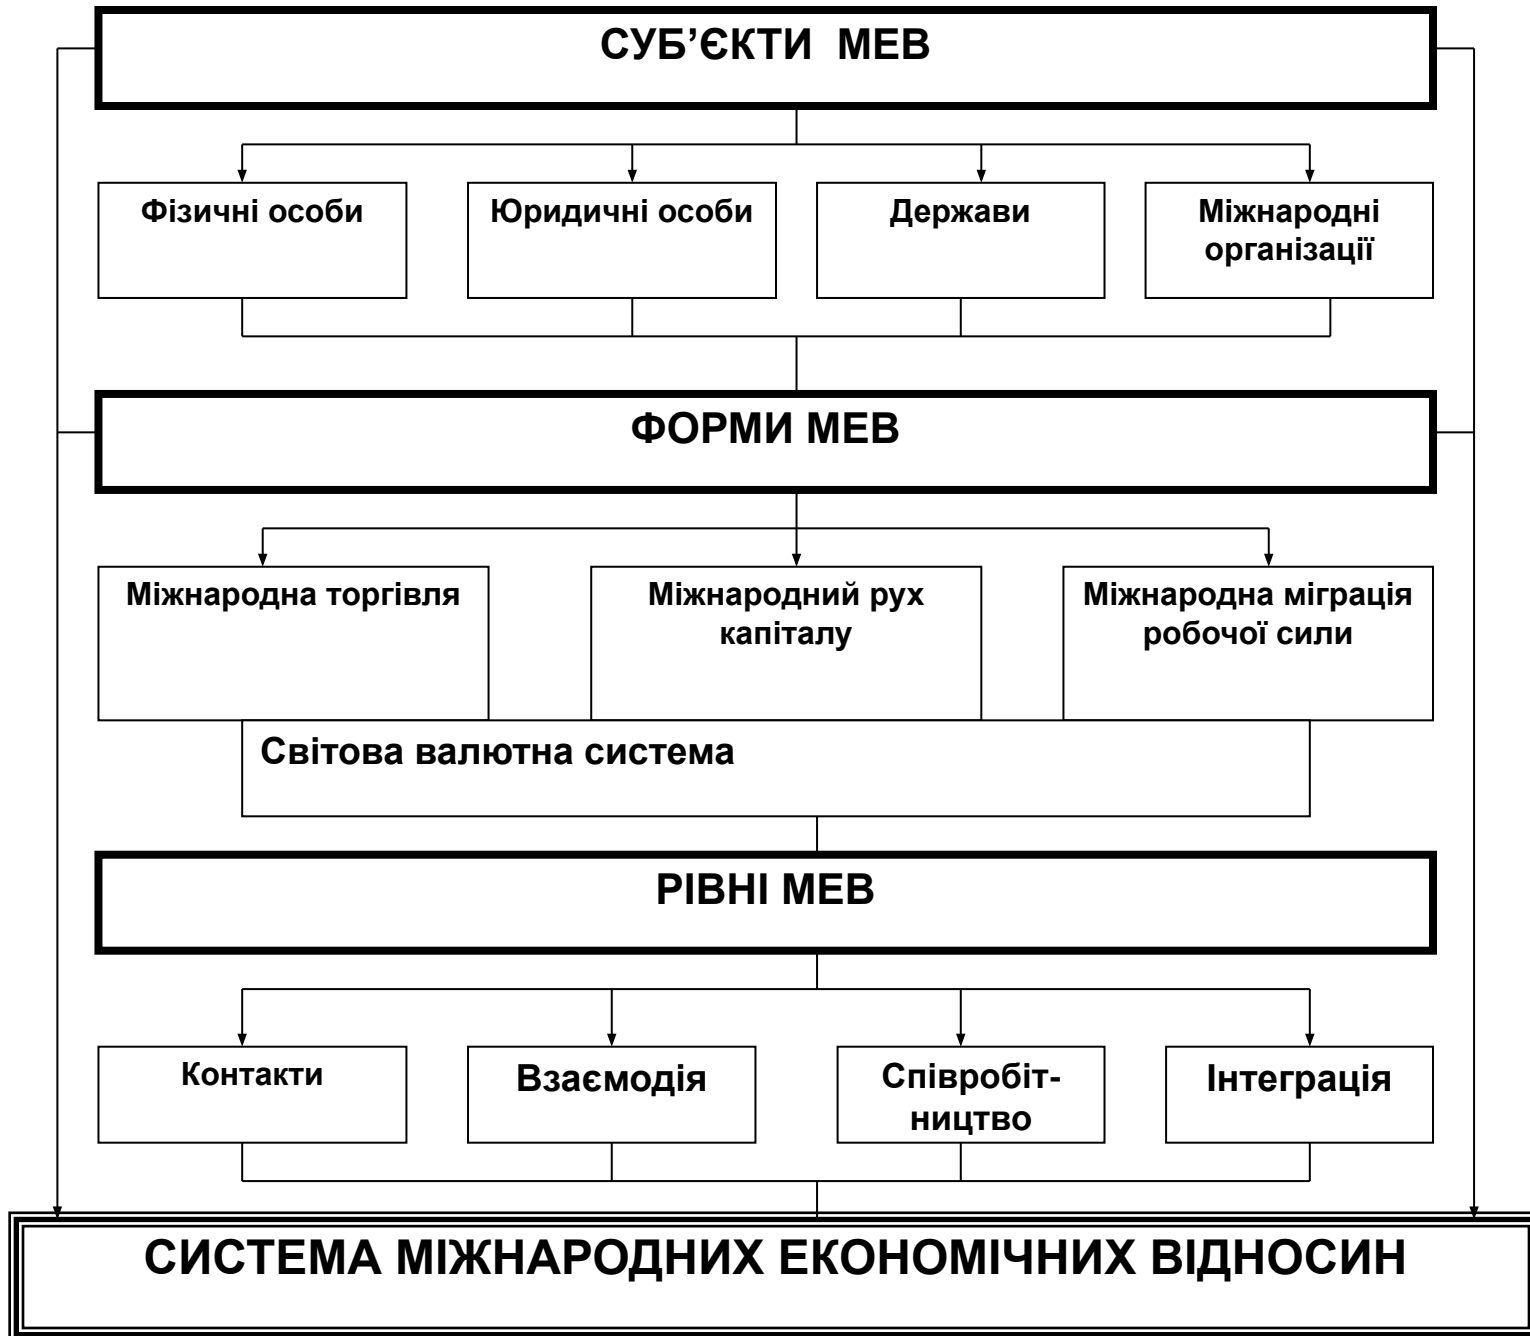 СУБ’ЄКТИ МЕВ
Фізичні особи
Юридичні особи
Держави
Міжнародні
організації
ФОРМИ МЕВ
Міжнародна торгівля
Міжнародний рух
капіталу
Міжнародна міграція
робочої сили
Світова валютна система
РІВНІ МЕВ
Контакти
Взаємодія
Співробіт-
ництво
Інтеграція
СИСТЕМА МІЖНАРОДНИХ ЕКОНОМІЧНИХ ВІДНОСИН